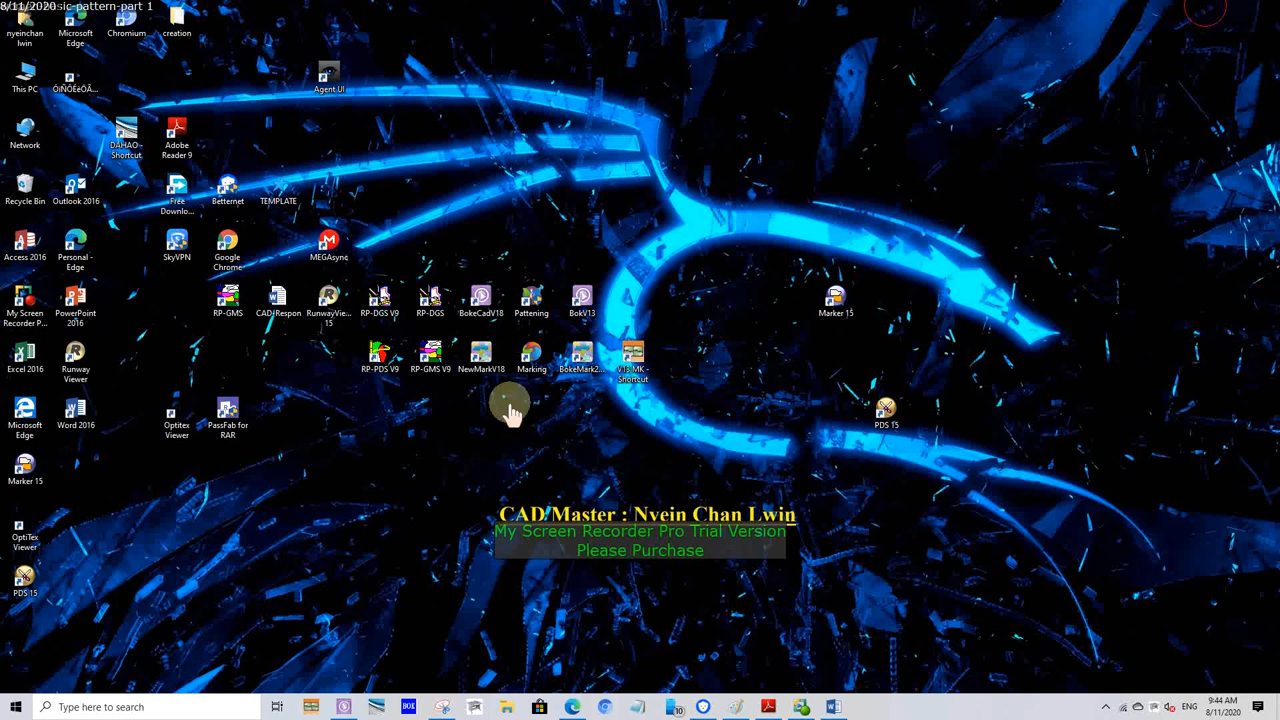 8/11/2020sic-pattern-part 1
nyeinchan
lwin
Microsoft
Edge
Chromium
creation
This PC
Agent UI
Network
DAHAO -
Shortcut
Adobe
Reader 9
Recycle Bin
Outlook 2016
Free
Downlo...
Betternet
TEMPLATE
Access 2016
Personal -
Edge
SkyVPN
Google
Chrome
MEGAsync
My Screen
Recorder P...
PowerPoint
2016
RP-GMS
CAD Respon
RunwayVie...
15
RP-DGS V9
RP-DGS
BokeCadV18
Pattening
BokV13
Marker 15
Excel 2016
Runway
Viewer
RP-PDS V9
RP-GMS V9
NewMarkV18
Marking
BokeMark2...
V1s MK -
Shortcut
Microsoft
Edge
Word 2016
Optitex
Viewer
PassFab for
RAR
PDS 15
Marker 15
OptiTex
Viewer
PDS 15
CAD Master : Nyein Chan Lwin
My Screen Recorder Pro Trial Version
Please Purchase
Type here to search
BOK
10
ENG
9:44 AM
8/11/2020